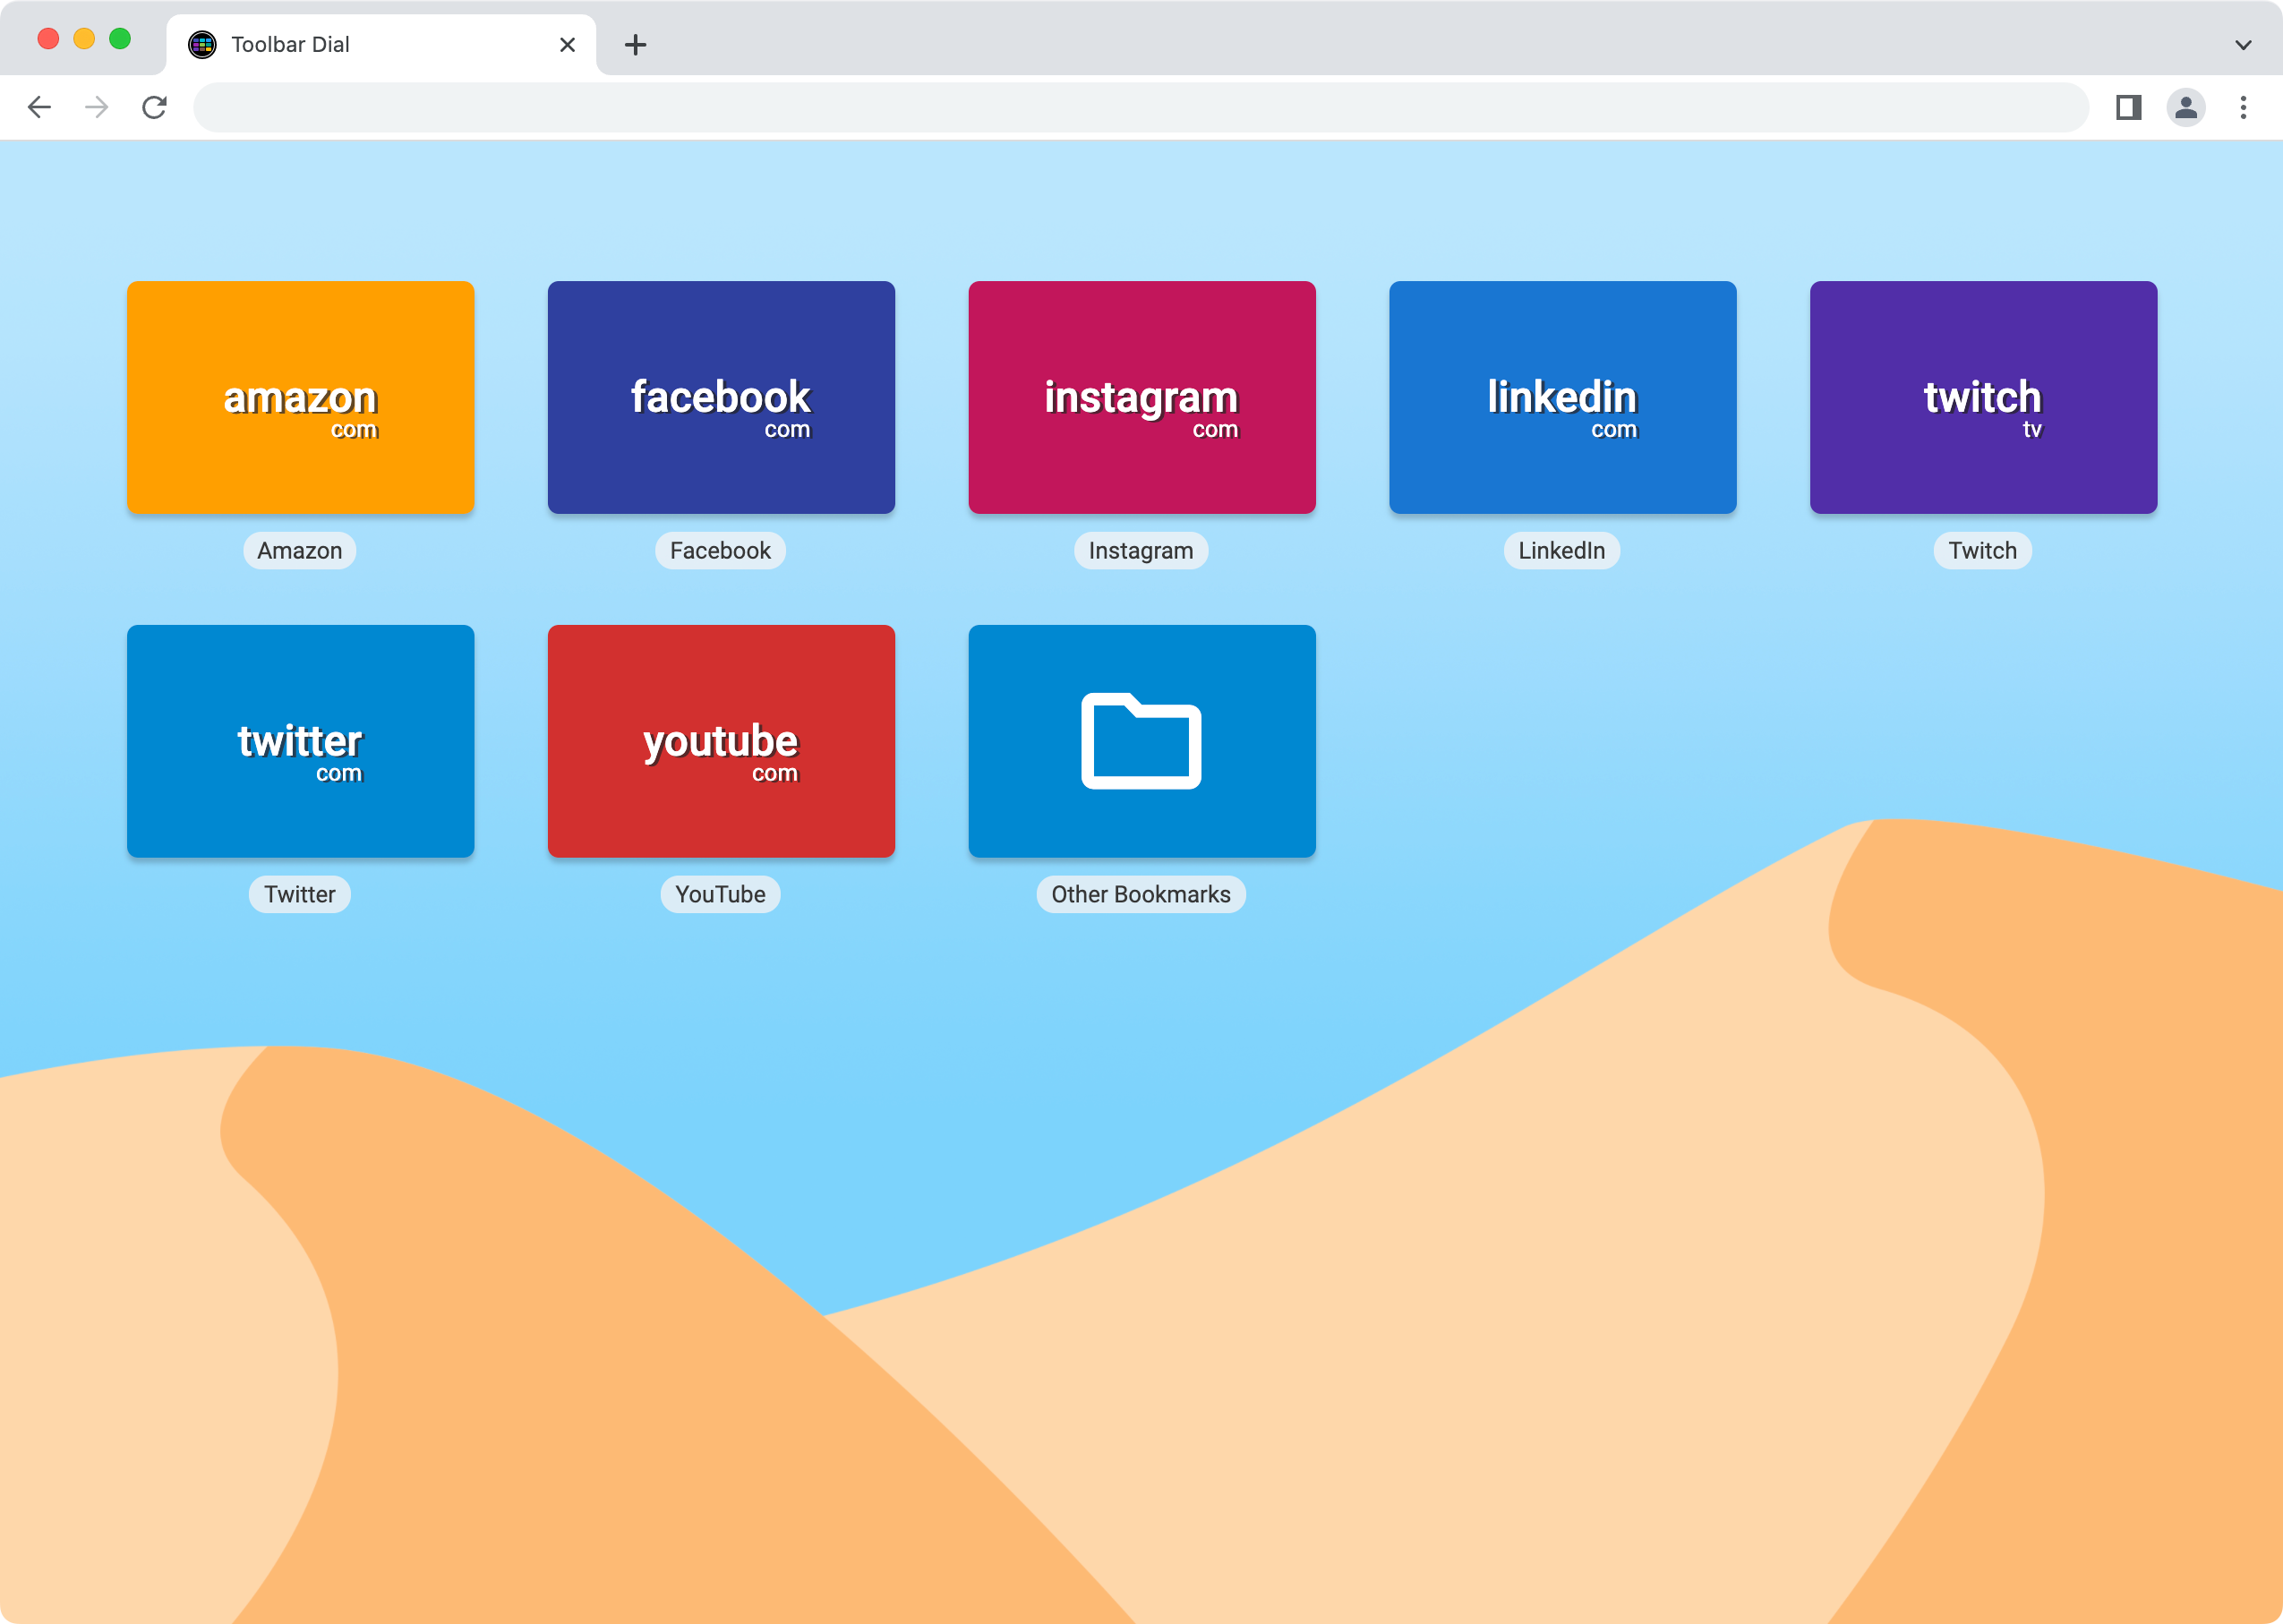 Toolbar Dial
amazon
com
Amazon
facebook
com
Facebook
instagram
com
Instagram
linkedin
com
LinkedIn
twitch
tv
Twitch
twitter
com
Twitter
youtube
com
YouTube
Other Bookmarks